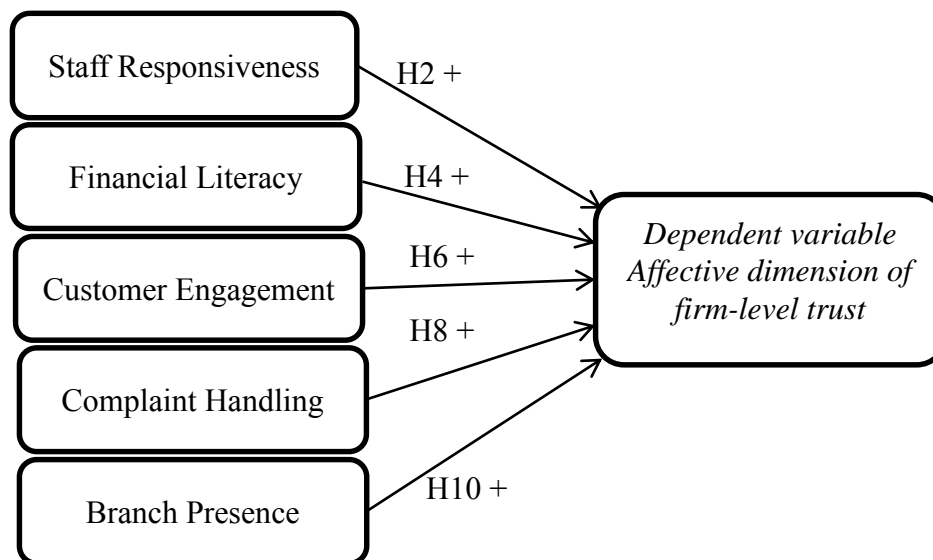 Staff Responsiveness
H2 +
Financial Literacy
H4 +
Customer Engagement
H6 +
Complaint Handling
H8 +
Branch Presence
H10 +
Dependent variable
Affective dimension of
firm-level trust